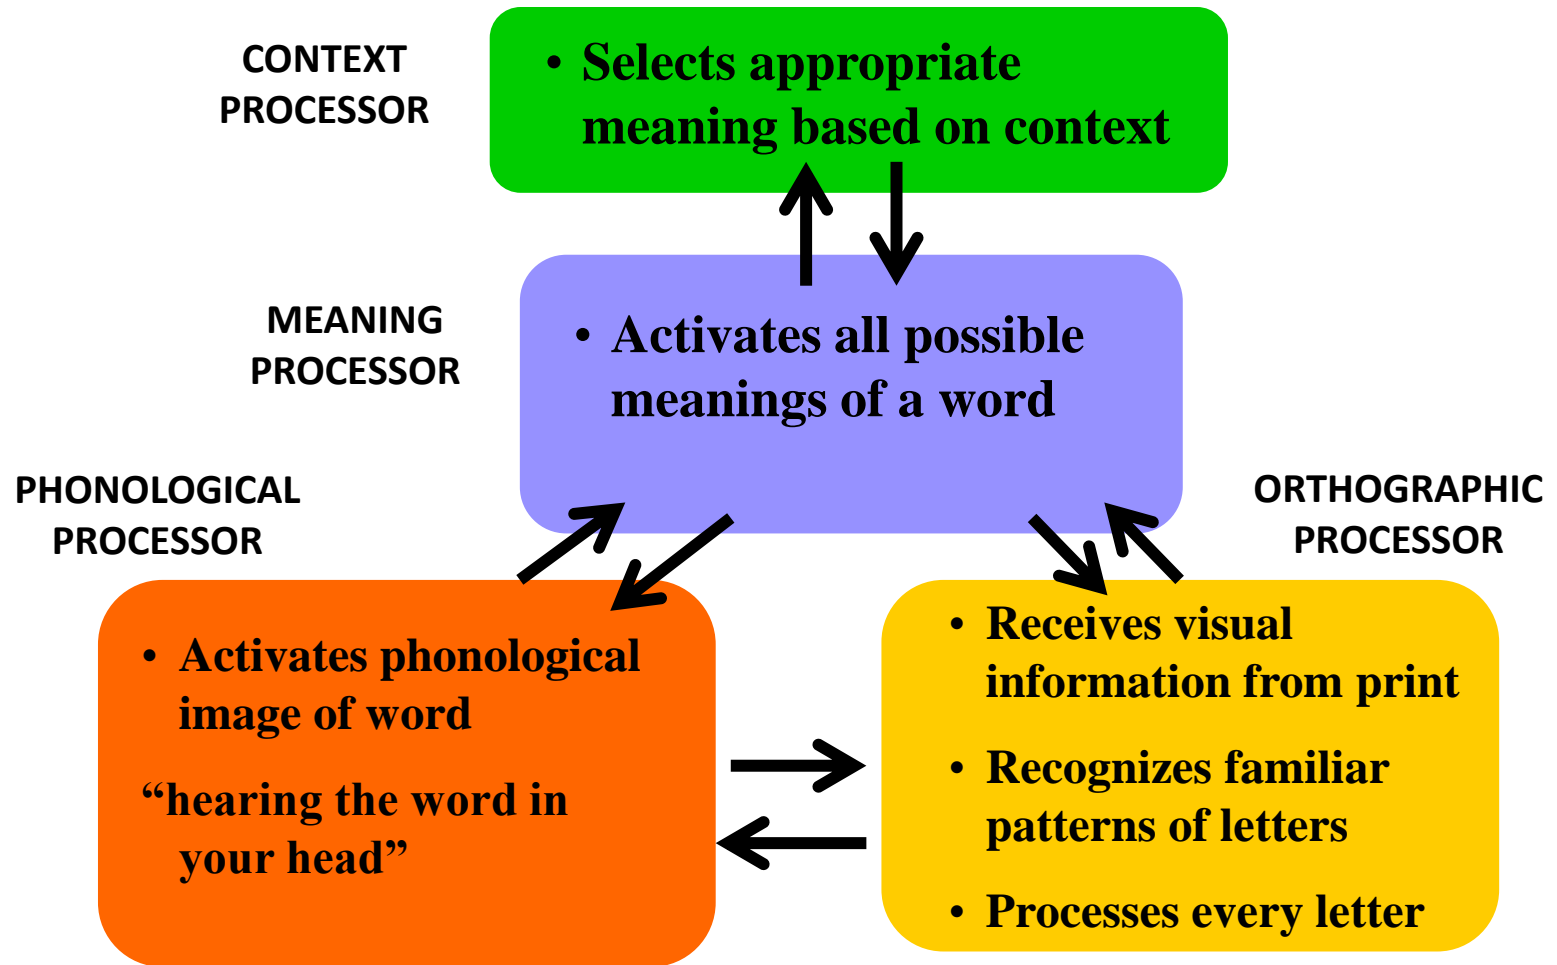 CONTEXT
PROCESSOR
• Selects appropriate
meaning based on context
MEANING
PROCESSOR
• Activates all possible
meanings of a word
PHONOLOGICAL
PROCESSOR
• Activates phonological
image of word
“hearing the word in
your head”
ORTHOGRAPHIC
PROCESSOR
• Receives visual
information from print
• Recognizes familiar
patterns of letters
• Processes every letter